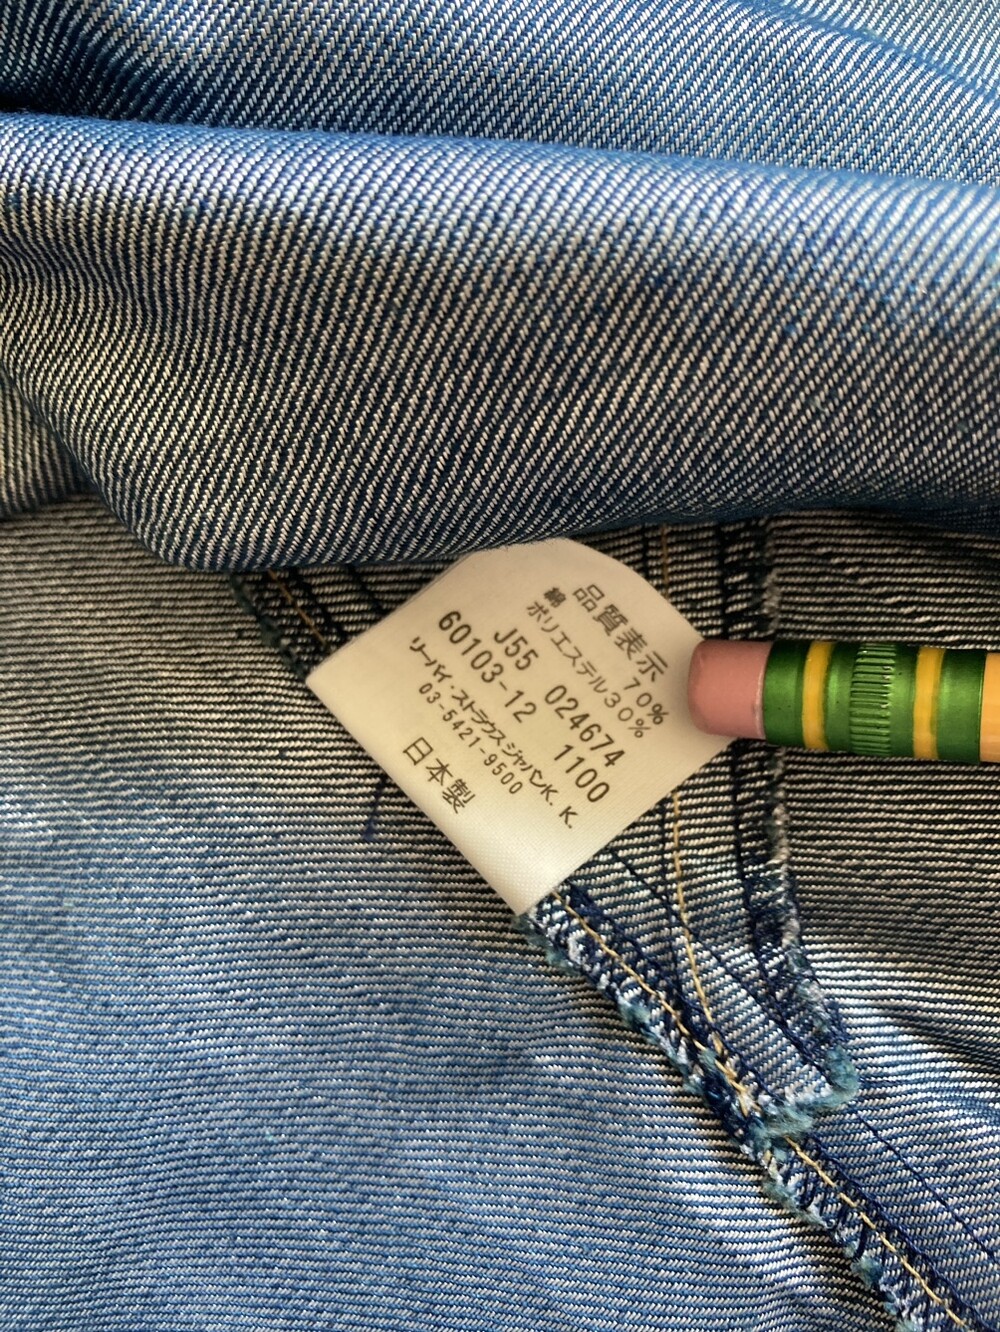 品質表示
綿 70%
ポリエステル30%
J55 024674
60103-12 1100
リーバイ・ストラウスジャパンK.K.
03-5421-9500
日本製